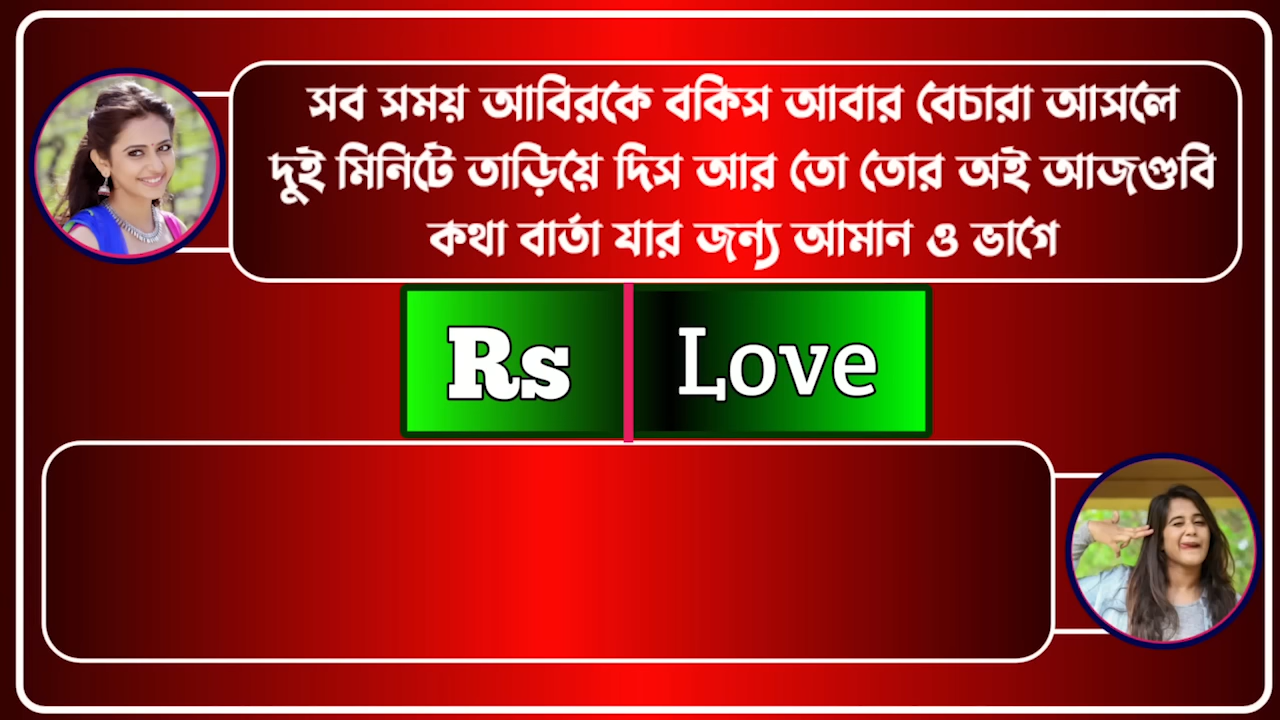 সব সময় আবিরকে বকিস আবার বেচারা আসলে
দুই মিনিটে তাড়িয়ে দিস আর তো তোর অই আজগুবি
কথা বার্তা যার জন্য আমান ও ভাগে
Rs Love